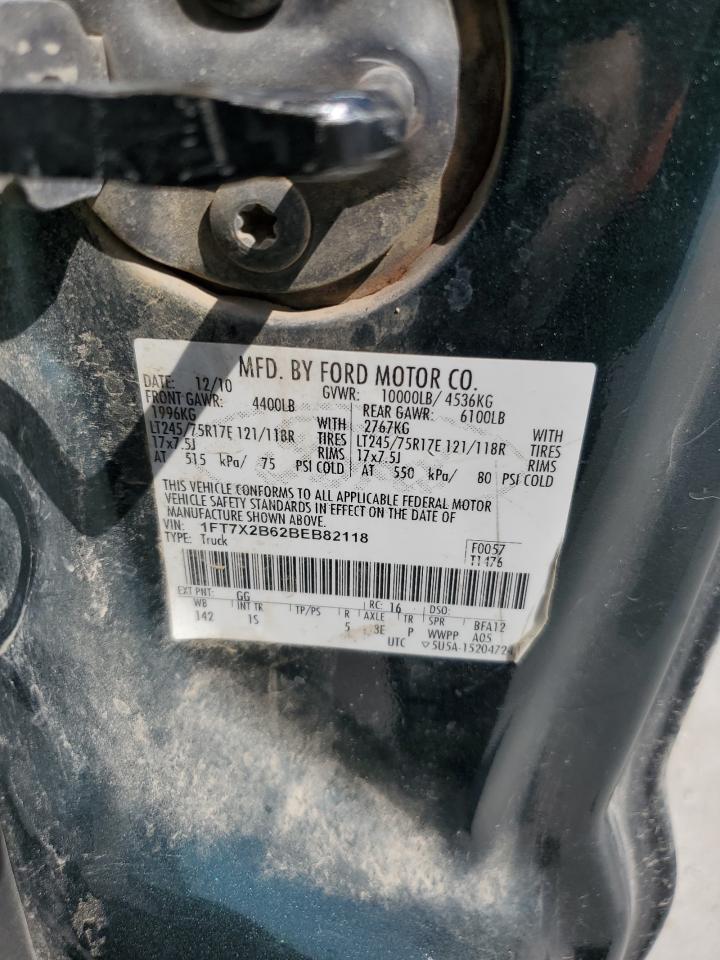 MFD. BY FORD MOTOR CO.
DATE: 12/10 GVWR: 10000LB/ 4536KG
FRONT GAWR: 4400LB REAR GAWR: 6100LB
1996KG WITH 2767KG WITH
LT245/75R17E 121/118R TIRES LT245/75R17E 121/118R TIRES
17x7.5J RIMS 17x7.5J RIMS
AT 515 kPa/ 75 PSI COLD AT 550 kPa/ 80 PSI COLD
THIS VEHICLE CONFORMS TO ALL APPLICABLE FEDERAL MOTOR
VEHICLE SAFETY STANDARDS IN EFFECT ON THE DATE OF
MANUFACTURE SHOWN ABOVE.
VIN: 1FT7X2B62BEB82118
TYPE: Truck
F0057
T1476
EXT PNT: GG RC: 16 DSO:
WB INT TR TP/PS R AXLE TR SPR BFA12
142 1S 5 3E P WWPP A05
UTC ▽5U5A-15204724